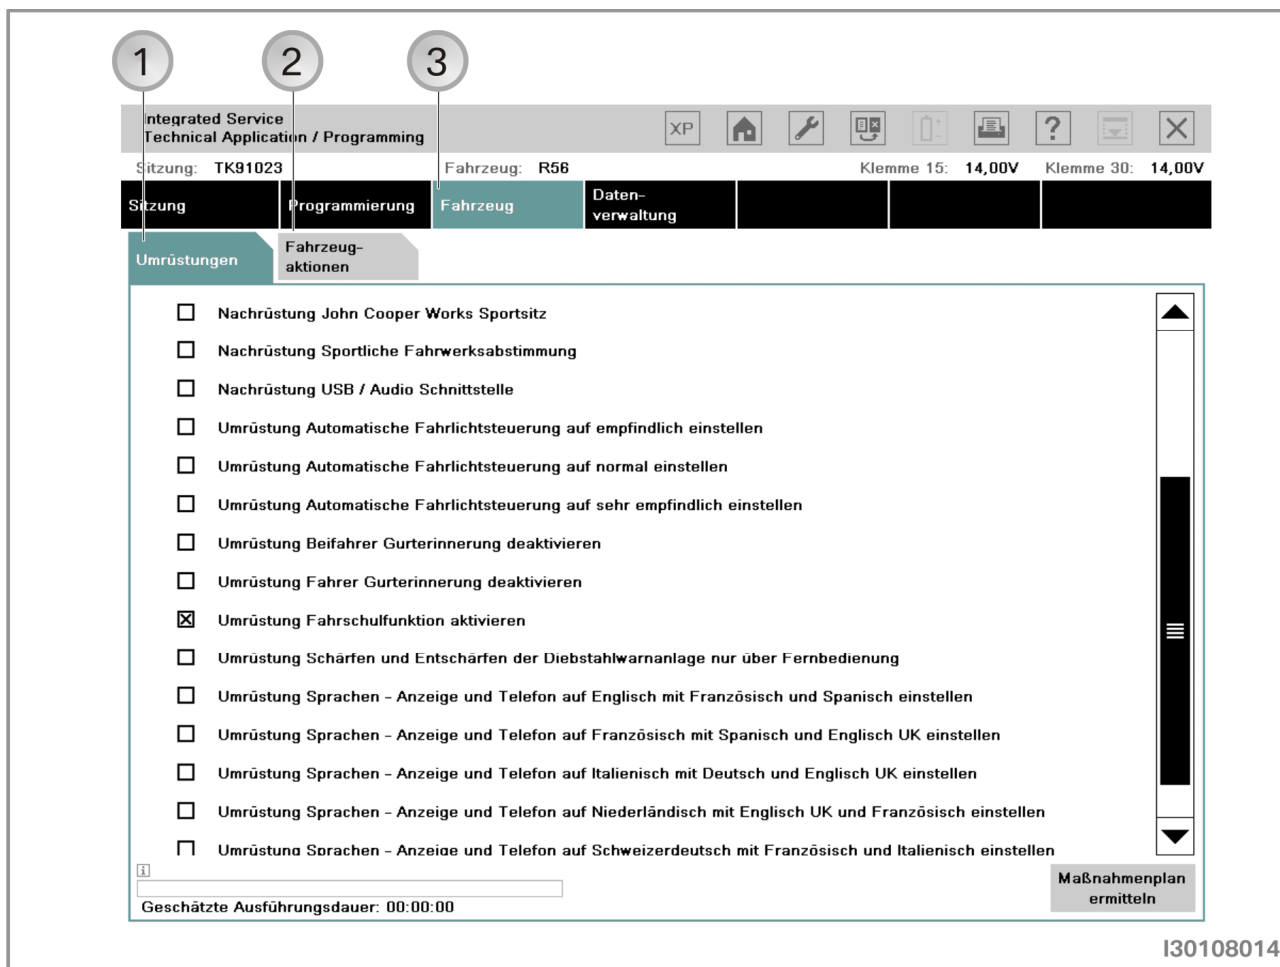 1 2 3
Integrated Service
Technical Application / Programming
XP
?
Sitzung: TK91023 Fahrzeug: R56 Klemme 15: 14,00V Klemme 30: 14,00V
Sitzung Programmierung Fahrzeug Daten-
verwaltung
Umrüstungen Fahrzeug-
aktionen
Nachrüstung John Cooper Works Sportsitz
Nachrüstung Sportliche Fahrwerksabstimmung
Nachrüstung USB / Audio Schnittstelle
Umrüstung Automatische Fahrlichtsteuerung auf empfindlich einstellen
Umrüstung Automatische Fahrlichtsteuerung auf normal einstellen
Umrüstung Automatische Fahrlichtsteuerung auf sehr empfindlich einstellen
Umrüstung Beifahrer Gurterinnerung deaktivieren
Umrüstung Fahrer Gurterinnerung deaktivieren
Umrüstung Fahrschulfunktion aktivieren
Umrüstung Schärfen und Entschärfen der Diebstahlwarnanlage nur über Fernbedienung
Umrüstung Sprachen - Anzeige und Telefon auf Englisch mit Französisch und Spanisch einstellen
Umrüstung Sprachen - Anzeige und Telefon auf Französisch mit Spanisch und Englisch UK einstellen
Umrüstung Sprachen - Anzeige und Telefon auf Italienisch mit Deutsch und Englisch UK einstellen
Umrüstung Sprachen - Anzeige und Telefon auf Niederländisch mit Englisch UK und Französisch einstellen
Umrüstung Sprachen - Anzeige und Telefon auf Schweizerdeutsch mit Französisch und Italienisch einstellen
i
Geschätzte Ausführungsdauer: 00:00:00
Maßnahmenplan
ermitteln
I30108014